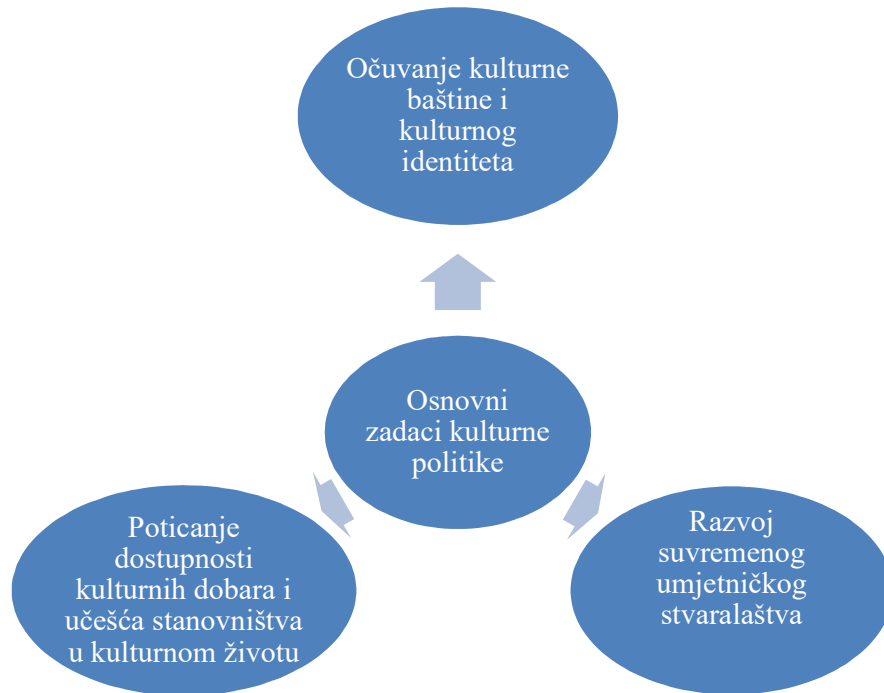 Očuvanje kulturne
baštine i
kulturnog
identiteta
Osnovni
zadaci kulturne
politike
Poticanje
dostupnosti
kulturnih dobara i
učešća stanovništva
u kulturnom životu
Razvoj
suvremenog
umjetničkog
stvaralaštva